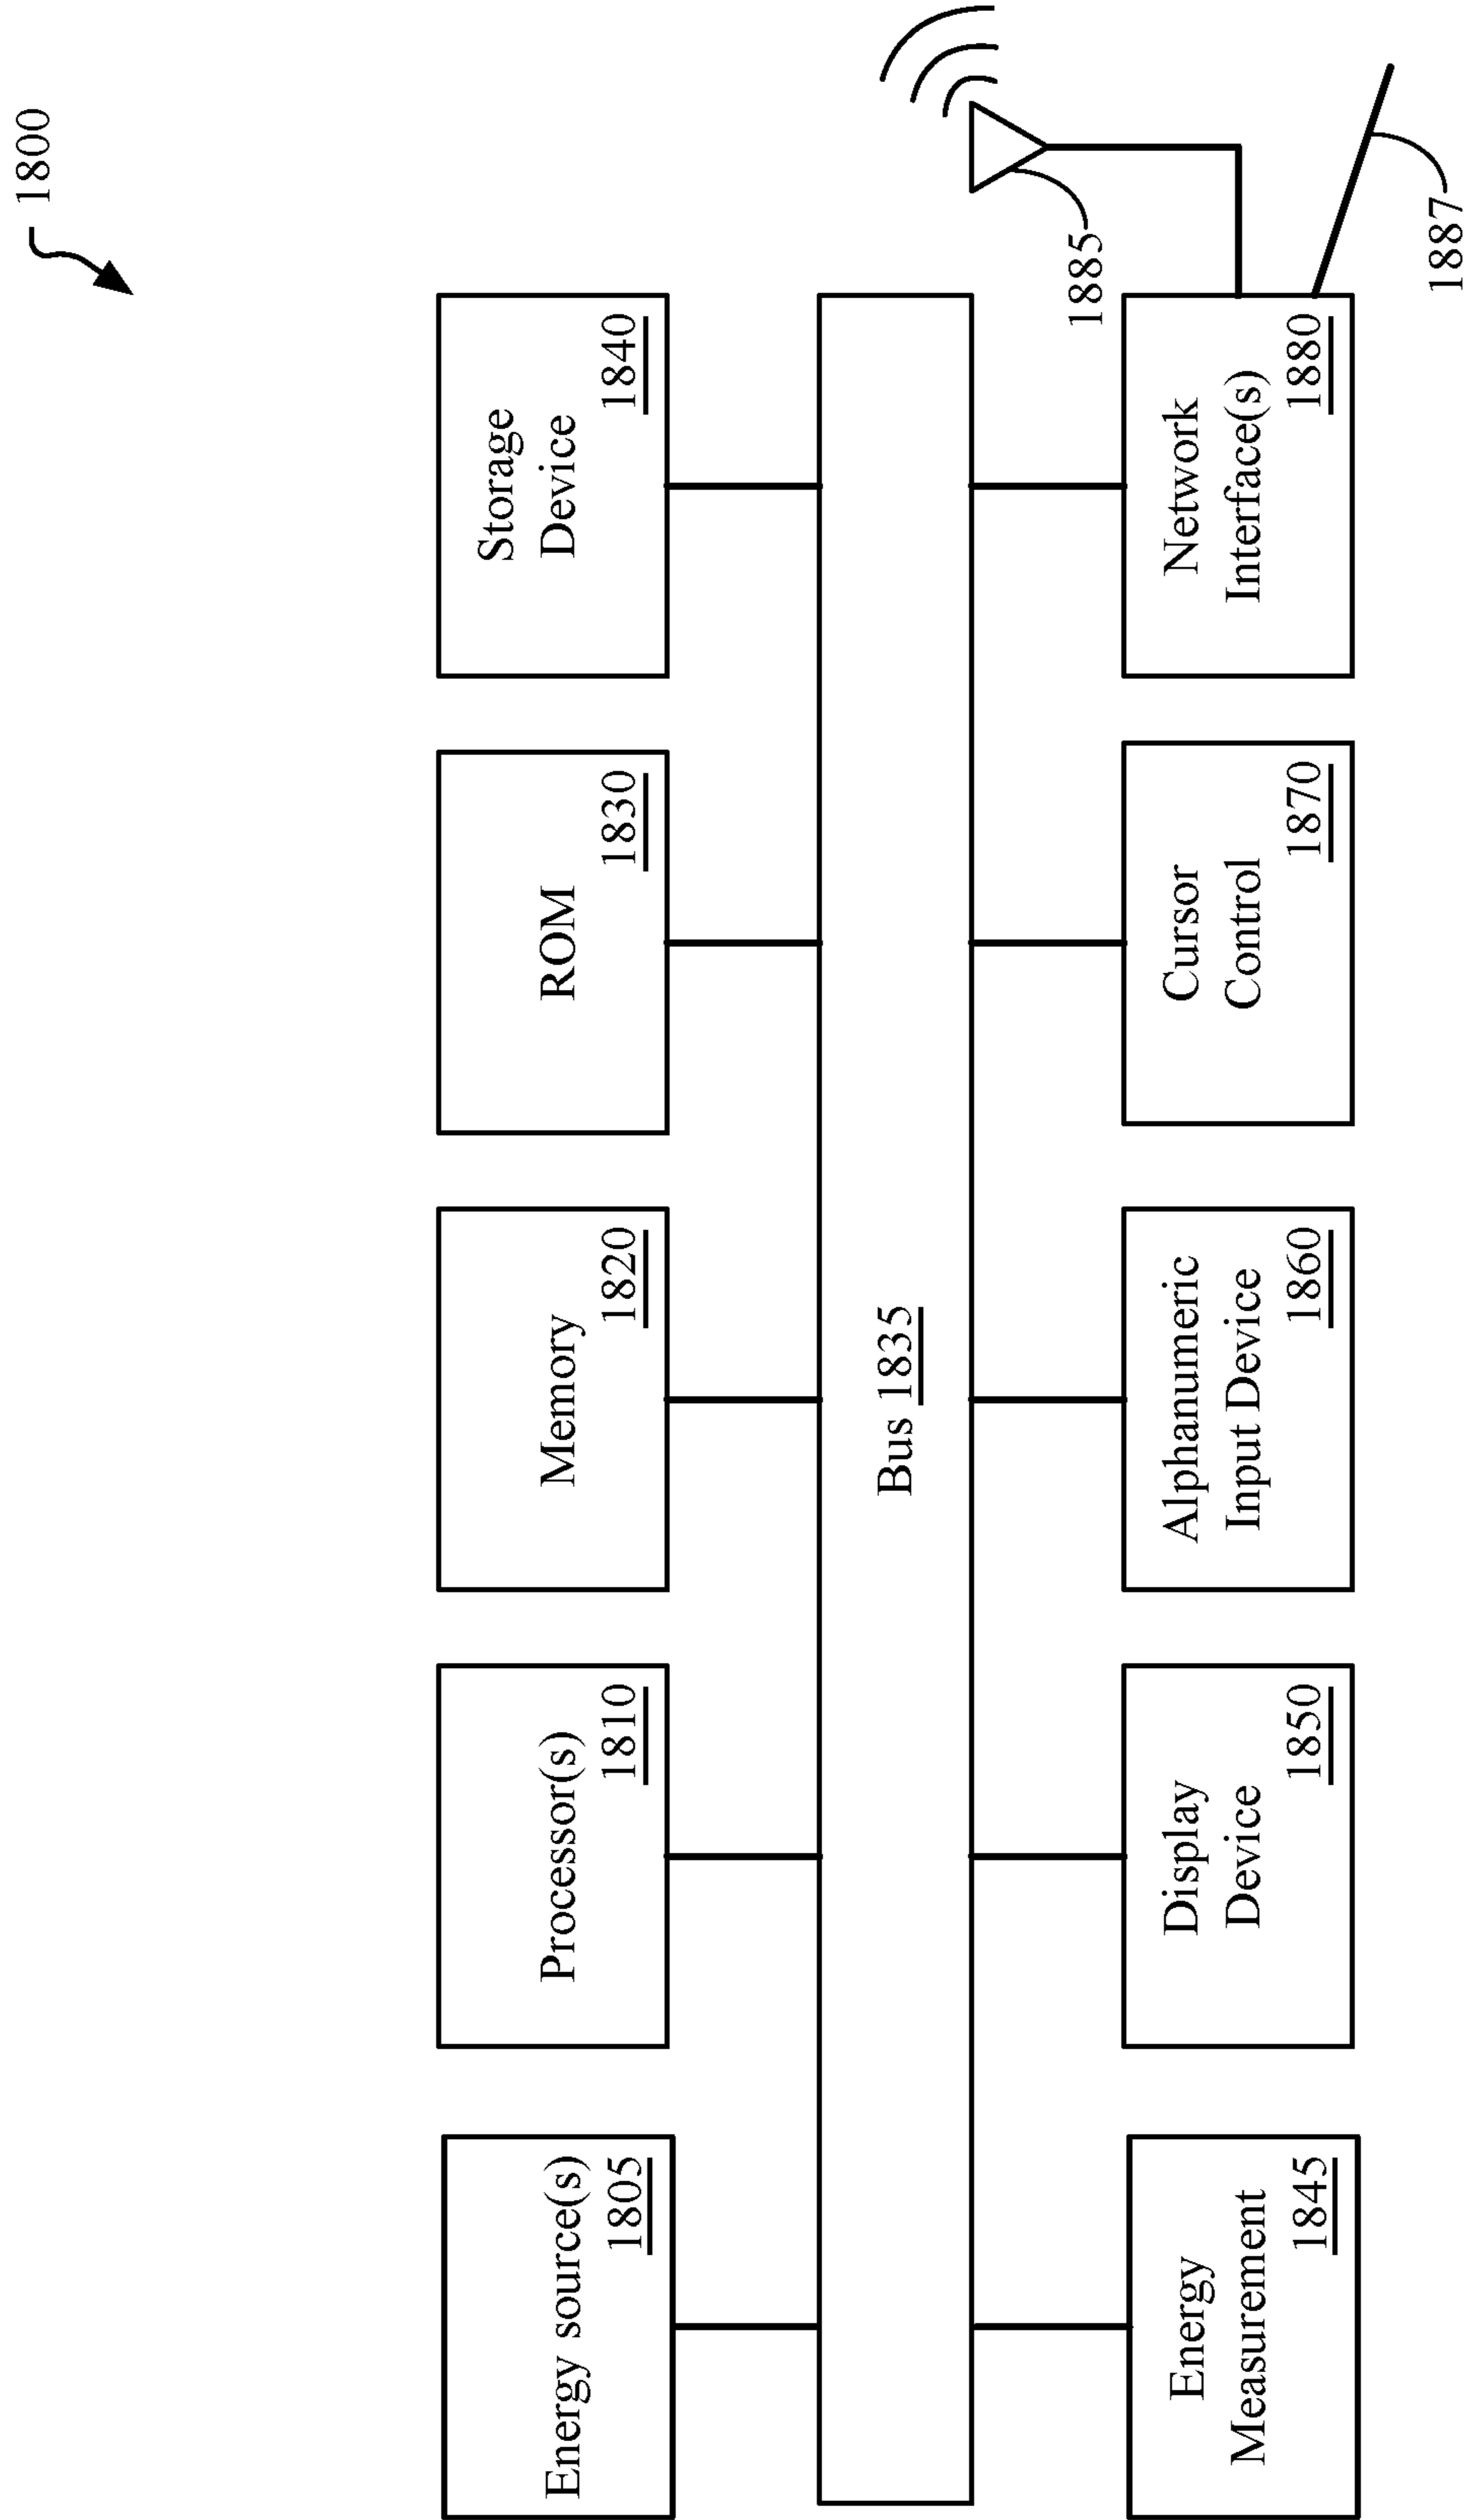 1800
Energy source(s)
1805
Processor(s)
1810
Memory
1820
ROM
1830
Storage
Device
1840
Bus 1835
1885
Energy
Measurement
1845
Display
Device
1850
Alphanumeric
Input Device
1860
Cursor
Control
1870
Network
Interface(s)
1880
1887